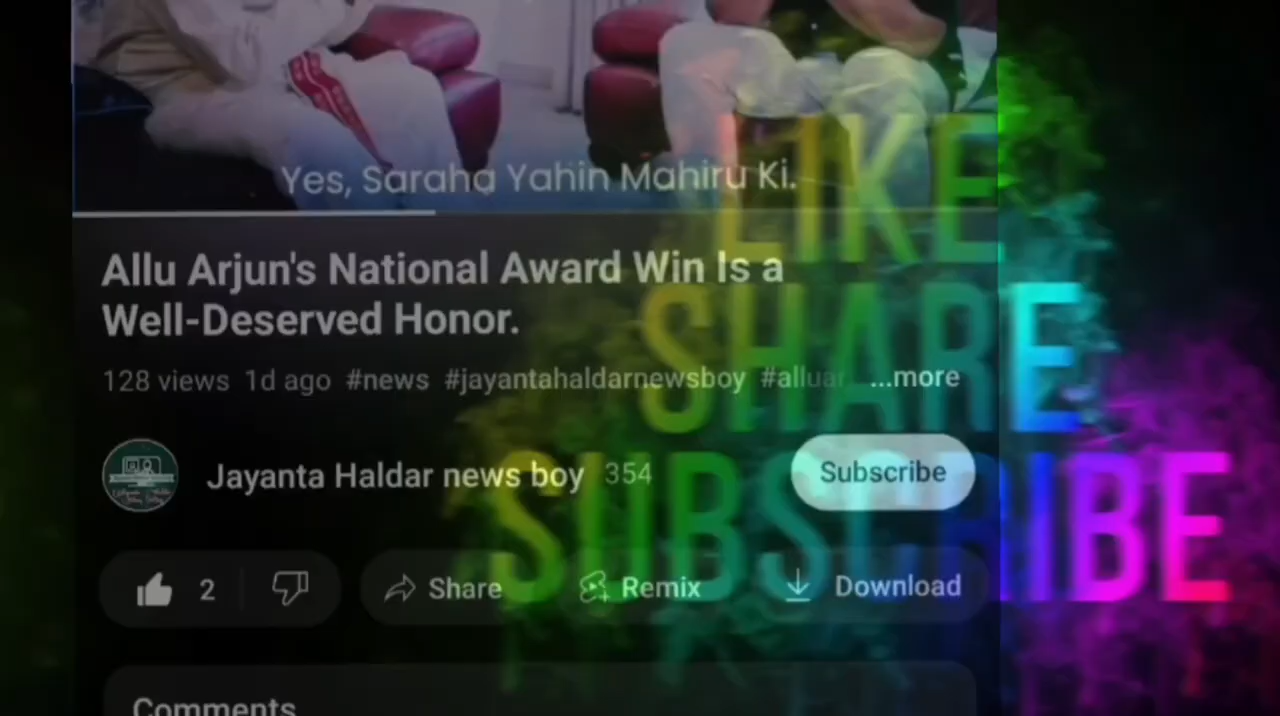 Yes, Saraha Yahin Mahiru Ki.
LIKE
Allu Arjun's National Award Win Is a
Well-Deserved Honor.
SHARE
128 views 1d ago #news #jayantahaldarnewsboy #alluar ...more
Jayanta Haldar news boy 354
Subscribe
SUBSCRIBE
2 Share Remix Download
Comments